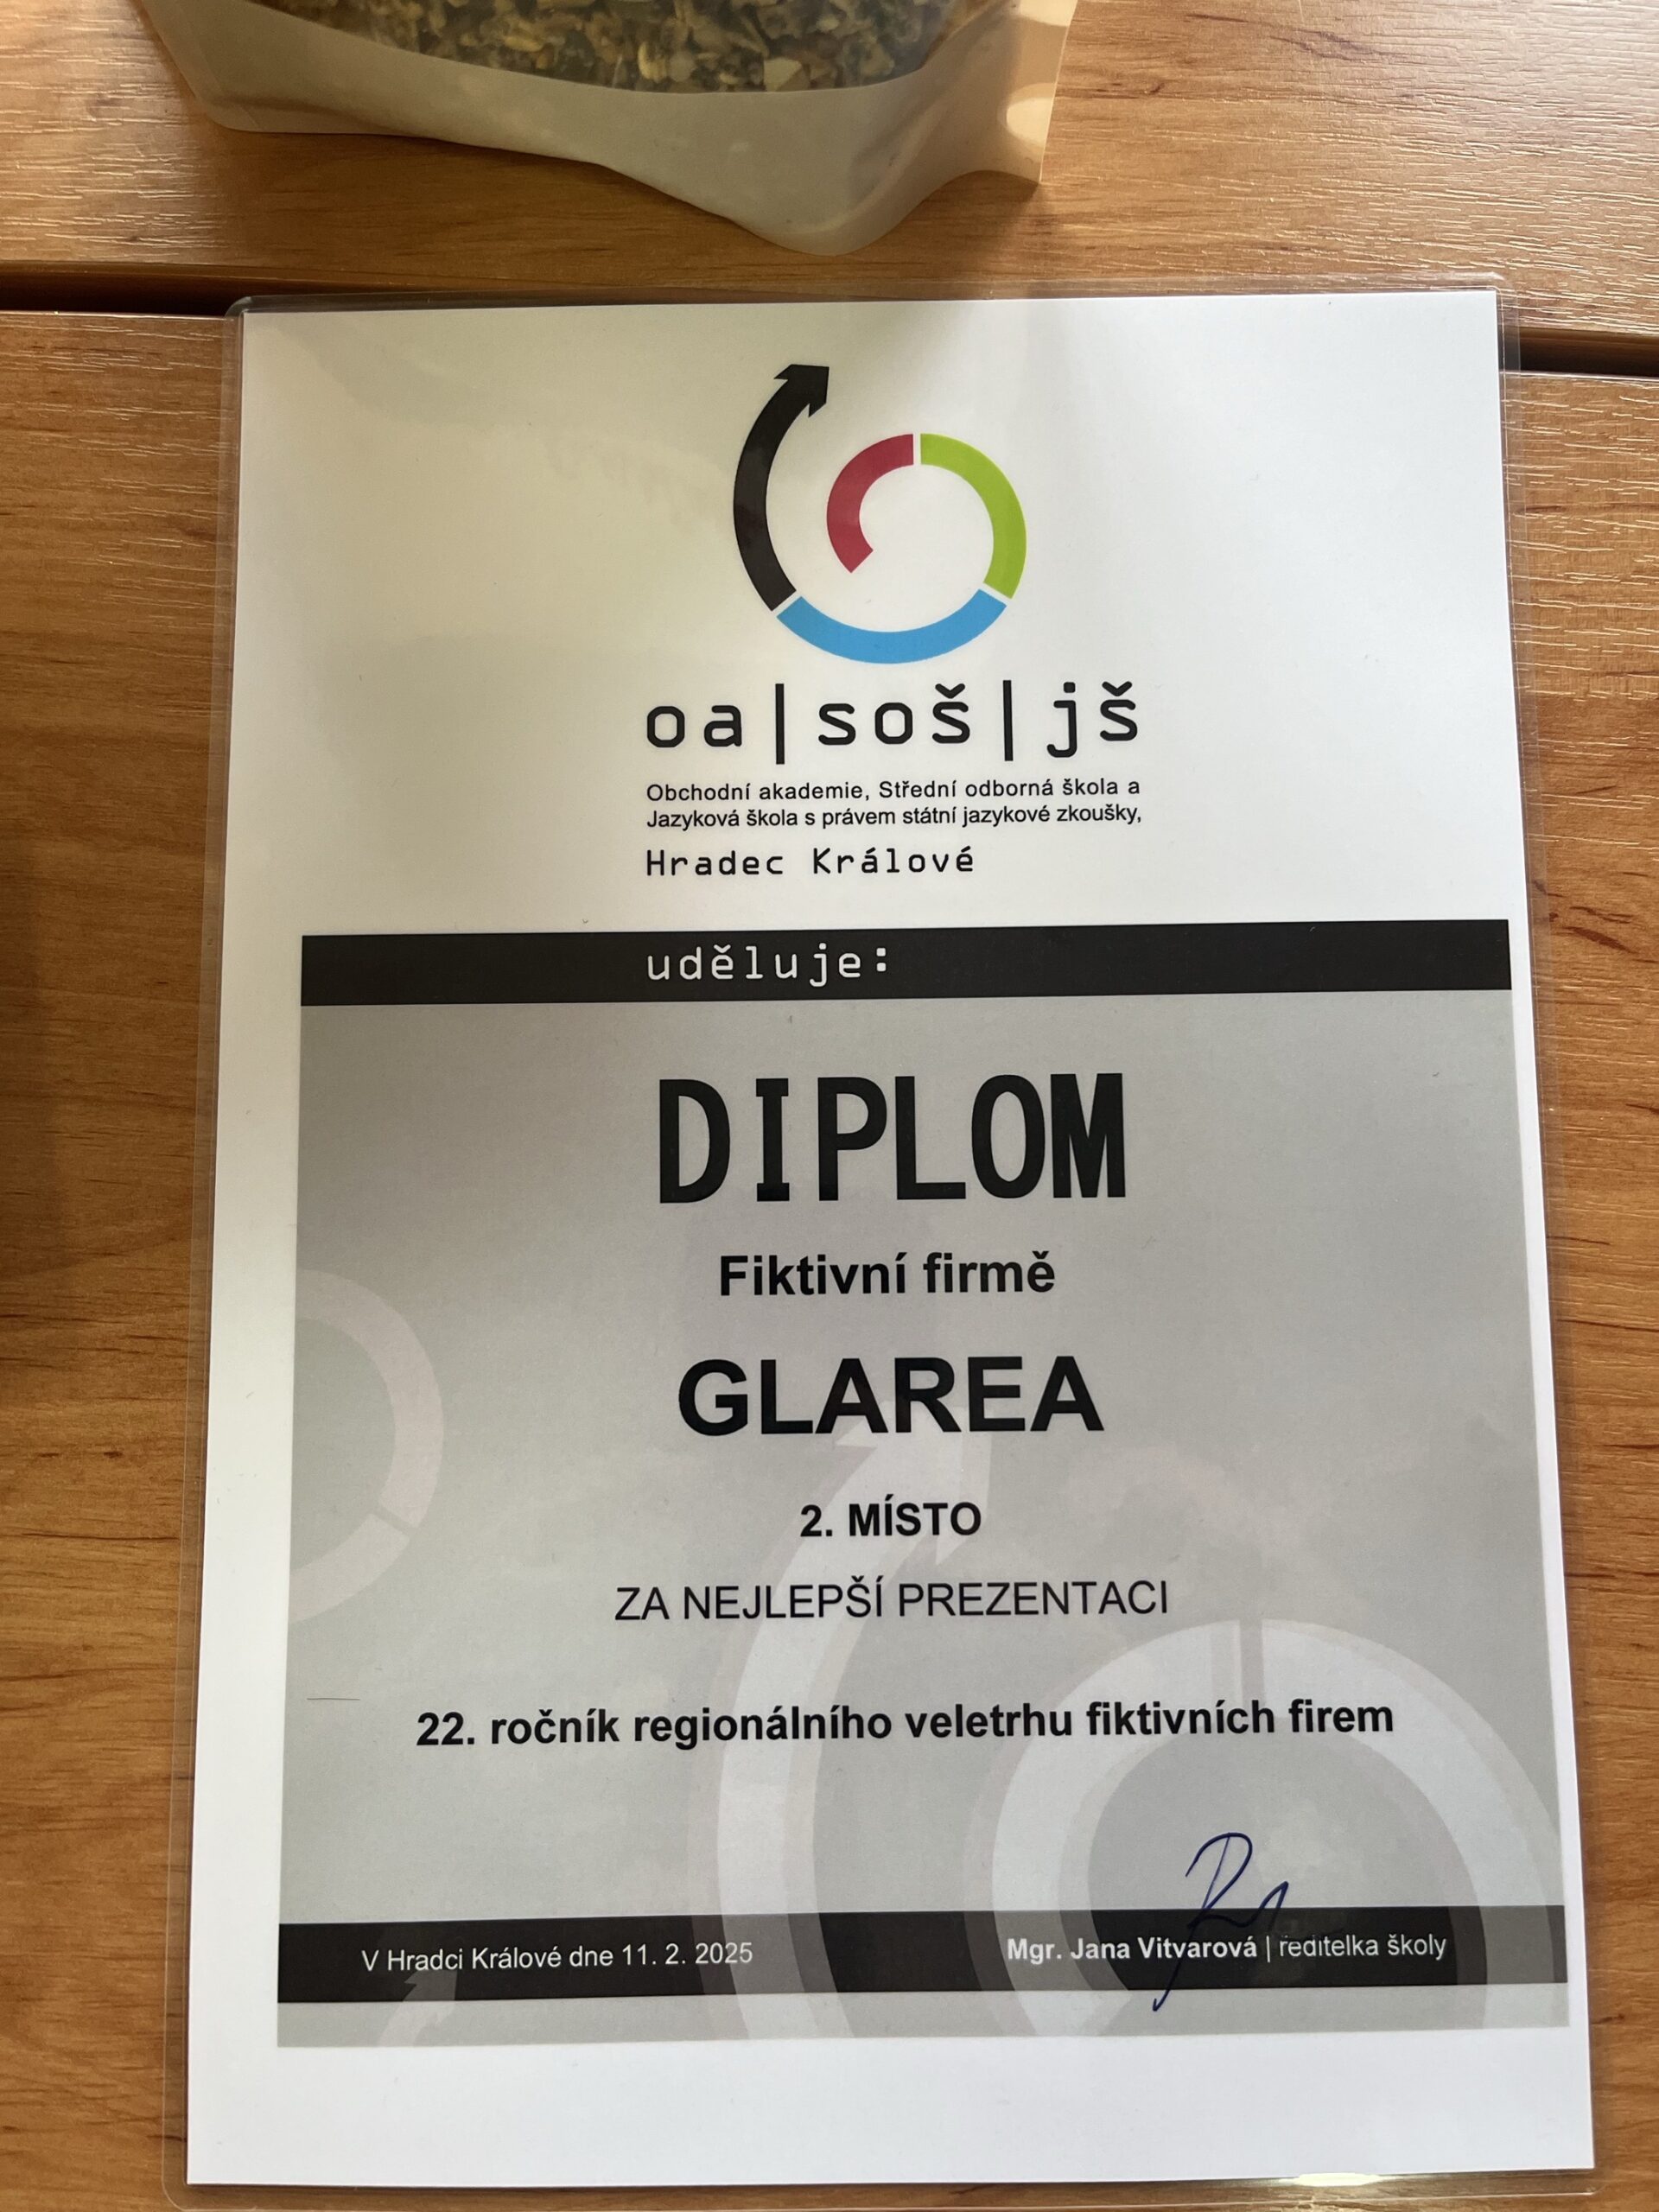 oa|soš|jš
Obchodní akademie, Střední odborná škola a
Jazyková škola s právem státní jazykové zkoušky,
Hradec Králové
uděluje:
DIPLOM
Fiktivní firmě
GLAREA
2. MÍSTO
ZA NEJLEPŠÍ PREZENTACI
22. ročník regionálního veletrhu fiktivních firem
V Hradci Králové dne 11. 2. 2025
Mgr. Jana Vitvarová | ředitelka školy